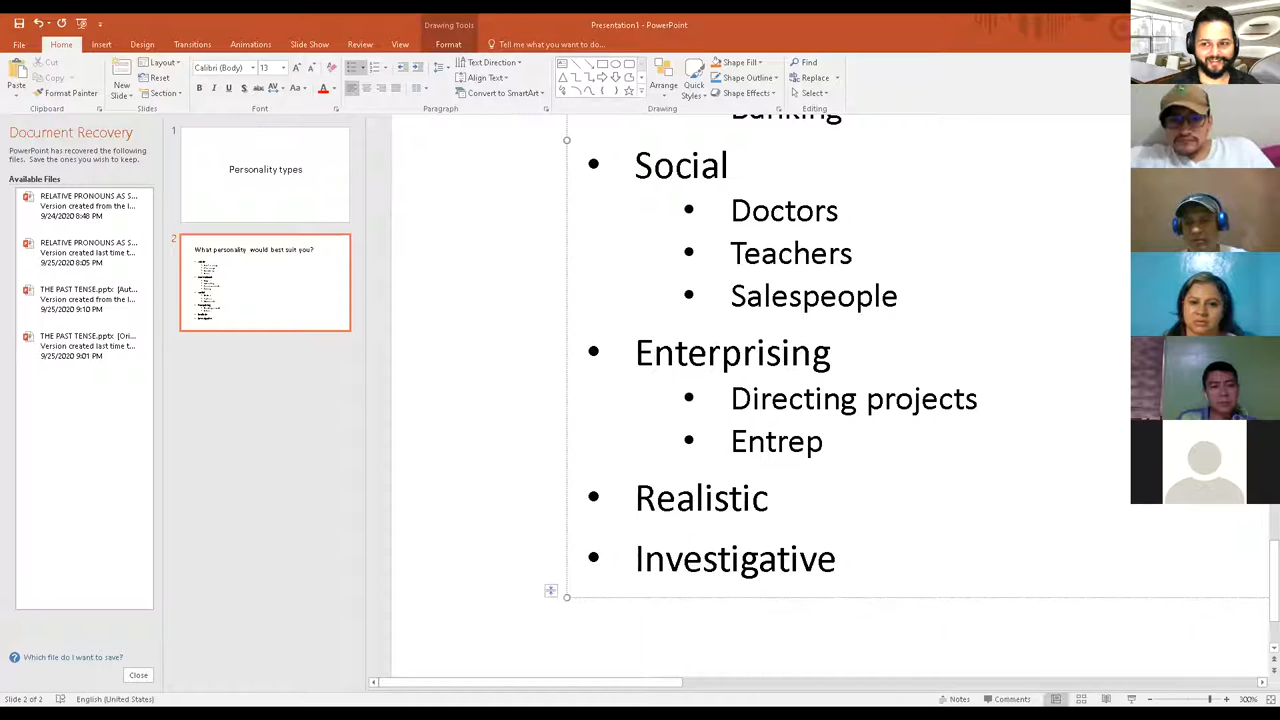 Drawing Tools
Presentation1 - PowerPoint
File Home Insert Design Transitions Animations Slide Show Review View Format Tell me what you want to do...
Paste
Cut
Copy
Format Painter
Clipboard
New Slide
Layout
Reset
Section
Slides
Calibri (Body) 13
Font
Text Direction
Align Text
Convert to SmartArt
Paragraph
Arrange
Quick Styles
Shape Fill
Shape Outline
Shape Effects
Drawing
Find
Replace
Select
Editing
Document Recovery
PowerPoint has recovered the following
files. Save the ones you wish to keep.
Available Files
RELATIVE PRONOUNS AS S...
Version created from the l...
9/24/2020 8:48 PM
RELATIVE PRONOUNS AS S...
Version created last time t...
9/25/2020 8:05 PM
THE PAST TENSE.pptx [Aut...
Version created from the l...
9/25/2020 9:10 PM
THE PAST TENSE.pptx [Ori...
Version created last time t...
9/25/2020 9:01 PM
Which file do I want to save?
Close
1
Personality types
2
What personality would best suit you?
Banking
• Social
• Doctors
• Teachers
• Salespeople
• Enterprising
• Directing projects
• Entrep
• Realistic
• Investigative
Slide 2 of 2 English (United States) Notes Comments 300%